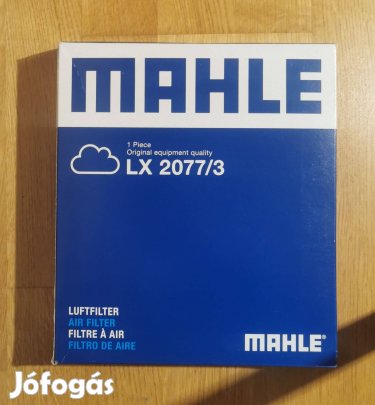 MAHLE
1 Piece
Original equipment quality
LX 2077/3
LUFTFILTER
AIR FILTER
FILTRE À AIR
FILTRO DE AIRE
MAHLE®
Jófogás